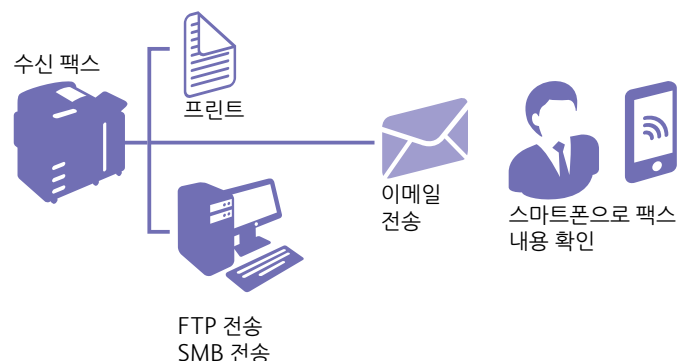 수신 팩스
프린트
이메일
전송
스마트폰으로 팩스
내용 확인
FTP 전송
SMB 전송